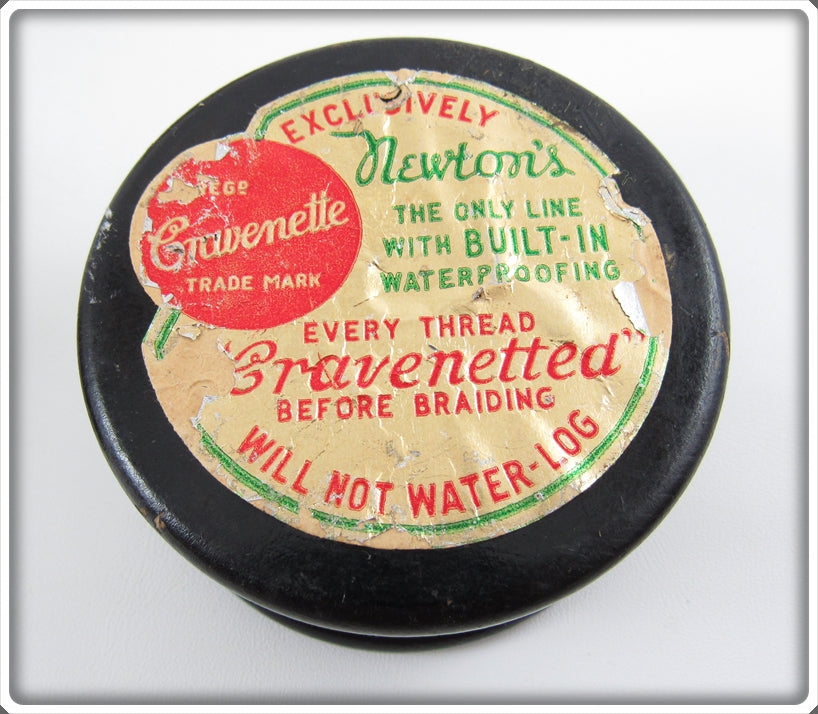 EXCLUSIVELY
Newton's
REGD
Cravenette
TRADE MARK
THE ONLY LINE
WITH BUILT-IN
WATERPROOFING
EVERY THREAD
"Cravenetted"
BEFORE BRAIDING
WILL NOT WATER-LOG